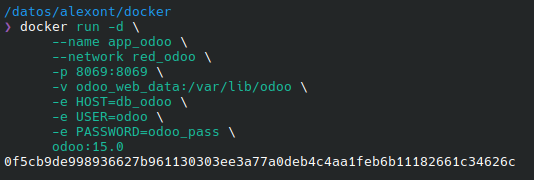 /datos/alexont/docker
❯ docker run -d \
--name app_odoo \
--network red_odoo \
-p 8069:8069 \
-v odoo_web_data:/var/lib/odoo \
-e HOST=db_odoo \
-e USER=odoo \
-e PASSWORD=odoo_pass \
odoo:15.0
0f5cb9de998936627b961130303ee3a77a0deb4c4aa1feb6b11182661c34626c